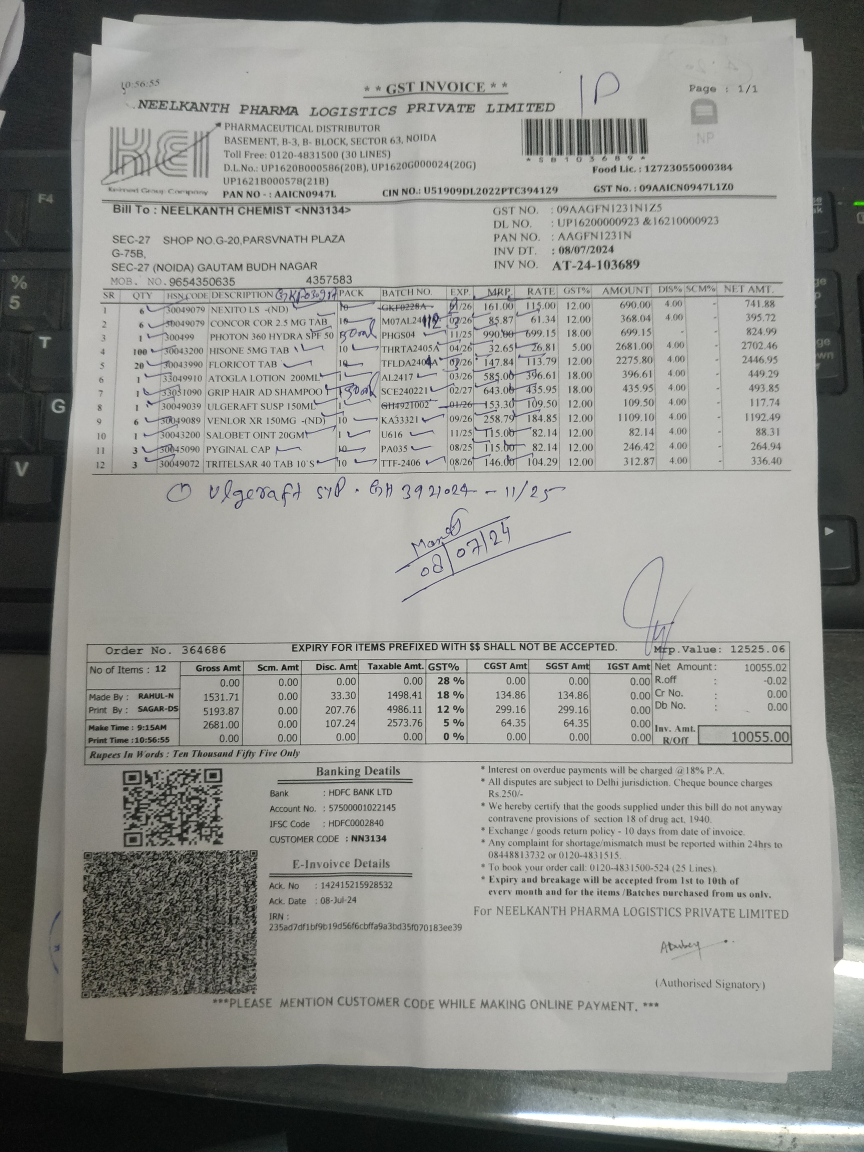 10:56:55
* * GST INVOICE * *
Page : 1/1
NEELKANTH PHARMA LOGISTICS PRIVATE LIMITED
PHARMACEUTICAL DISTRIBUTOR
BASEMENT, B-3, B- BLOCK, SECTOR 63, NOIDA
Toll Free: 0120-4831500 (30 LINES)
D.L.No.: UP1620B000586(20B), UP1620G000024(20G)
UP1621B000578(21B)
PAN NO - : AAICN0947L
CIN NO.: U51909DL2022PTC394129
*S8103689*
NP
Food Lic. : 12723055000384
GST No. : 09AAICN0947L1Z0
Bill To : NEELKANTH CHEMIST <NN3134>
SEC-27 SHOP NO.G-20,PARSVNATH PLAZA
G-75B,
SEC-27 (NOIDA) GAUTAM BUDH NAGAR
MOB. NO. 9654350635 4357583
GST NO. : 09AAGFN1231N1Z5
DL NO. : UP16200000923 &16210000923
PAN NO. : AAGFN1231N
INV DT. : 08/07/2024
INV NO. AT-24-103689
SR QTY HSN CODE DESCRIPTION PACK BATCH NO. EXP. MRP RATE GST% AMOUNT DIS% SCM% NET AMT.
1 6 30049079 NEXITO LS -(ND) 10 GKF0228A /26 161.00 115.00 12.00 690.00 4.00 - 741.88
2 6 30049079 CONCOR COR 2.5 MG TAB 10 M07AL24 /26 85.87 61.34 12.00 368.04 4.00 - 395.72
3 1 300499 PHOTON 360 HYDRA SPF 50 PHGS04 11/25 990.00 699.15 18.00 699.15 - - 824.99
4 100 30043200 HISONE 5MG TAB 10 THRTA2405A 04/26 32.65 26.81 5.00 2681.00 4.00 - 2702.46
5 20 30043990 FLORICOT TAB 10 TFLDA240 A /26 147.84 113.79 12.00 2275.80 4.00 - 2446.95
6 1 33049910 ATOGLA LOTION 200ML 1 AL2417 03/26 585.00 396.61 18.00 396.61 4.00 - 449.29
7 1 33051090 GRIP HAIR AD SHAMPOO SCE240221 02/27 643.00 435.95 18.00 435.95 4.00 - 493.85
8 1 30049039 ULGERAFT SUSP 150ML 1 GH4921002 01/26 153.30 109.50 12.00 109.50 4.00 - 117.74
9 6 30049089 VENLOR XR 150MG -(ND) 10 KA33321 09/26 258.79 184.85 12.00 1109.10 4.00 - 1192.49
10 1 30043200 SALOBET OINT 20GM 1 U616 11/25 115.00 82.14 12.00 82.14 4.00 - 88.31
11 3 30045090 PYGINAL CAP 10 PA035 08/25 115.00 82.14 12.00 246.42 4.00 - 264.94
12 3 30049072 TRITELSAR 40 TAB 10`S 10 TTF-2406 08/26 146.00 104.29 12.00 312.87 4.00 - 336.40
① Ulgeraft syp. GH 3921024 - 11/25
08/07/24
Order No. 364686 EXPIRY FOR ITEMS PREFIXED WITH $$ SHALL NOT BE ACCEPTED. Mrp.Value: 12525.06
No of Items : 12 Gross Amt Scm. Amt Disc. Amt Taxable Amt. GST% CGST Amt SGST Amt IGST Amt Net Amount : 10055.02
0.00 0.00 0.00 0.00 28 % 0.00 0.00 0.00 R.off : -0.02
Made By : RAHUL-N 1531.71 0.00 33.30 1498.41 18 % 134.86 134.86 0.00 Cr No. : 0.00
Print By : SAGAR-DS 5193.87 0.00 207.76 4986.11 12 % 299.16 299.16 0.00 Db No. : 0.00
Make Time : 9:15AM 2681.00 0.00 107.24 2573.76 5 % 64.35 64.35 0.00 Inv. Amt.
Print Time :10:56:55 0.00 0.00 0.00 0.00 0 % 0.00 0.00 0.00 R/Off 10055.00
Rupees In Words : Ten Thousand Fifty Five Only
Banking Deatils
Bank : HDFC BANK LTD
Account No. : 57500001022145
IFSC Code : HDFC0002840
CUSTOMER CODE : NN3134
E-Invoivce Details
Ack. No : 142415215928532
Ack. Date : 08-Jul-24
IRN :
235ad7df1bf9b19d56f6cbffa9a3bd35f070183ee39
* Interest on overdue payments will be charged @18% P.A.
* All disputes are subject to Delhi jurisdiction. Cheque bounce charges
Rs.250/-
* We hereby certify that the goods supplied under this bill do not anyway
contravene provisions of section 18 of drug act, 1940.
* Exchange / goods return policy - 10 days from date of invoice.
* Any complaint for shortage/mismatch must be reported within 24hrs to
08448813732 or 0120-4831515.
* To book your order call: 0120-4831500-524 (25 Lines).
* Expiry and breakage will be accepted from 1st to 10th of
every month and for the items /Batches purchased from us only.
For NEELKANTH PHARMA LOGISTICS PRIVATE LIMITED
(Authorised Signatory)
***PLEASE MENTION CUSTOMER CODE WHILE MAKING ONLINE PAYMENT. ***